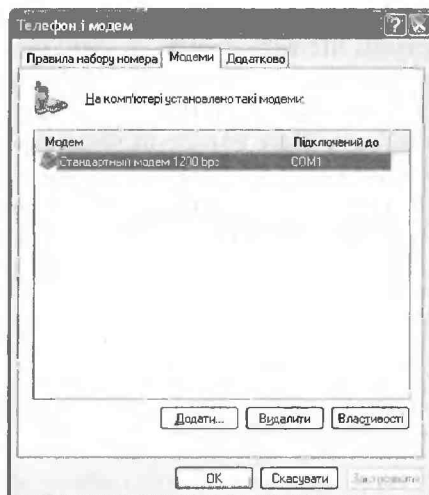 Телефон і модем
Правила набору номера Модеми Додатково
На комп'ютері установлено такі модеми:
Модем Підключений до
Стандартный модем 1200 bps COM1
Додати... Видалити Властивості
OK Скасувати Застосувати